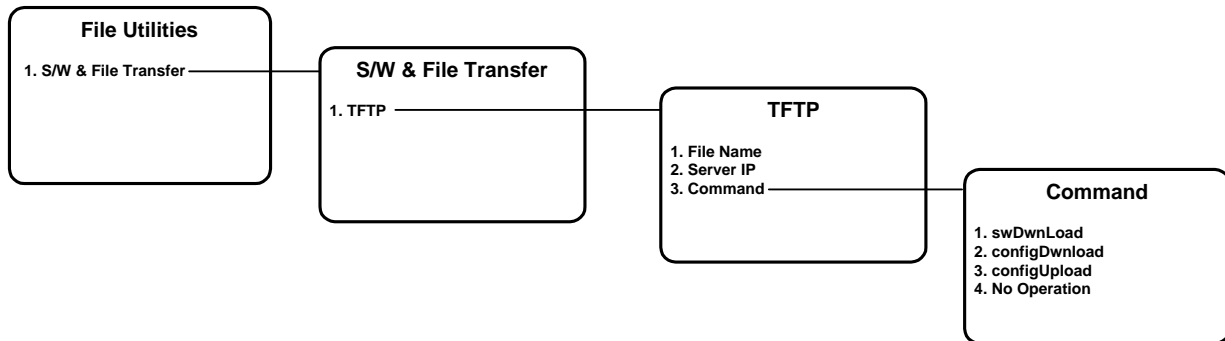 File Utilities
1. S/W & File Transfer
S/W & File Transfer
1. TFTP
TFTP
1. File Name
2. Server IP
3. Command
Command
1. swDwnLoad
2. configDwnload
3. configUpload
4. No Operation